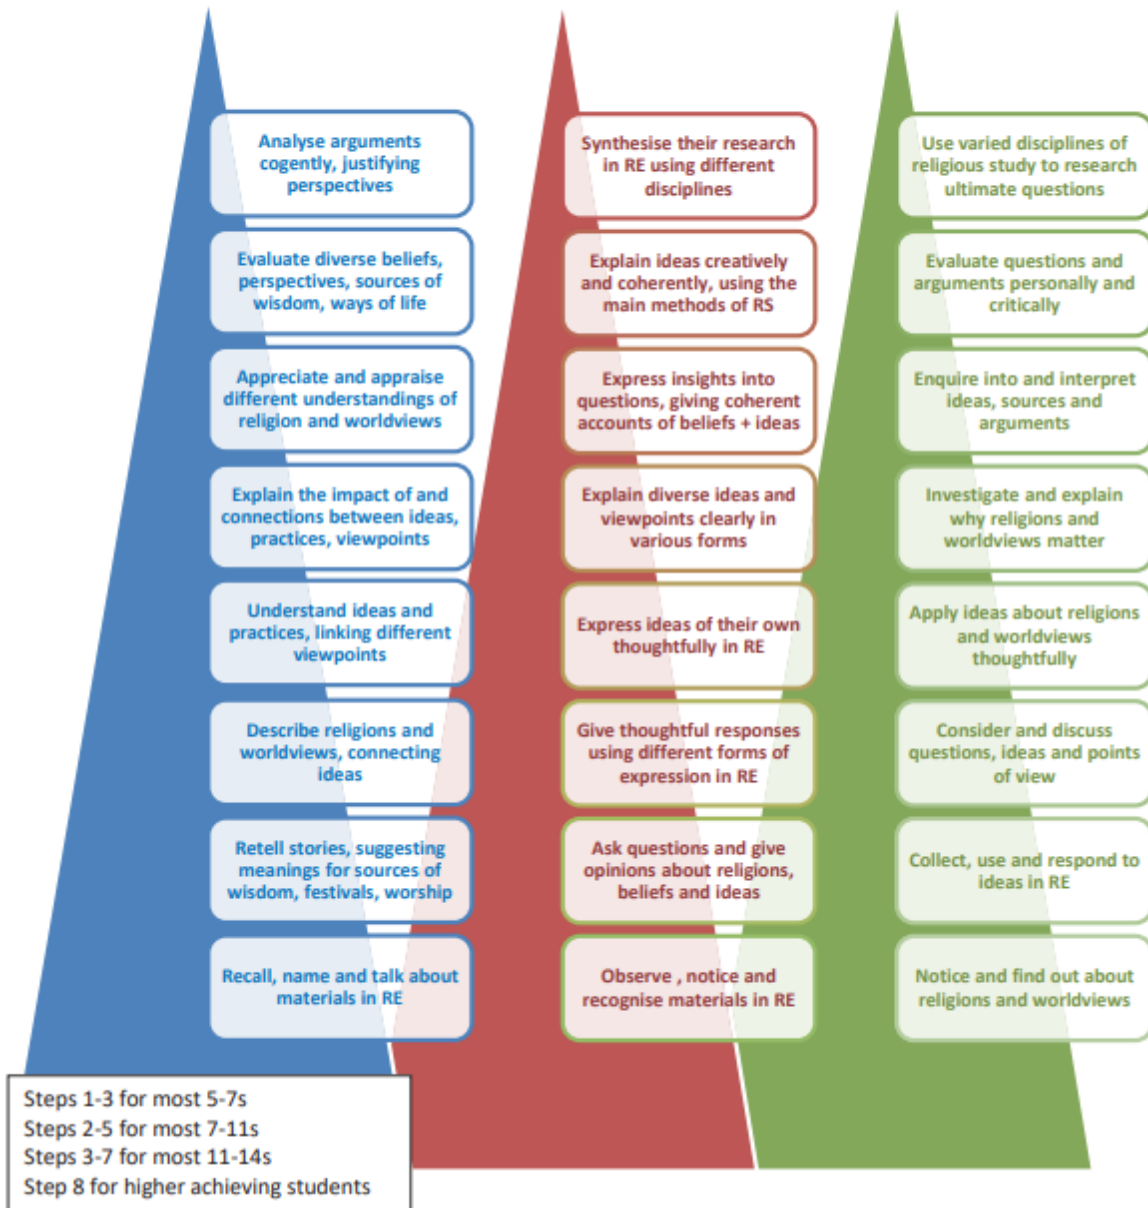 Analyse arguments
cogently, justifying
perspectives
Evaluate diverse beliefs,
perspectives, sources of
wisdom, ways of life
Appreciate and appraise
different understandings of
religion and worldviews
Explain the impact of and
connections between ideas,
practices, viewpoints
Understand ideas and
practices, linking different
viewpoints
Describe religions and
worldviews, connecting
ideas
Retell stories, suggesting
meanings for sources of
wisdom, festivals, worship
Recall, name and talk about
materials in RE
Synthesise their research
in RE using different
disciplines
Explain ideas creatively
and coherently, using the
main methods of RS
Express insights into
questions, giving coherent
accounts of beliefs + ideas
Explain diverse ideas and
viewpoints clearly in
various forms
Express ideas of their own
thoughtfully in RE
Give thoughtful responses
using different forms of
expression in RE
Ask questions and give
opinions about religions,
beliefs and ideas
Observe , notice and
recognise materials in RE
Use varied disciplines of
religious study to research
ultimate questions
Evaluate questions and
arguments personally and
critically
Enquire into and interpret
ideas, sources and
arguments
Investigate and explain
why religions and
worldviews matter
Apply ideas about religions
and worldviews
thoughtfully
Consider and discuss
questions, ideas and points
of view
Collect, use and respond to
ideas in RE
Notice and find out about
religions and worldviews
Steps 1-3 for most 5-7s
Steps 2-5 for most 7-11s
Steps 3-7 for most 11-14s
Step 8 for higher achieving students